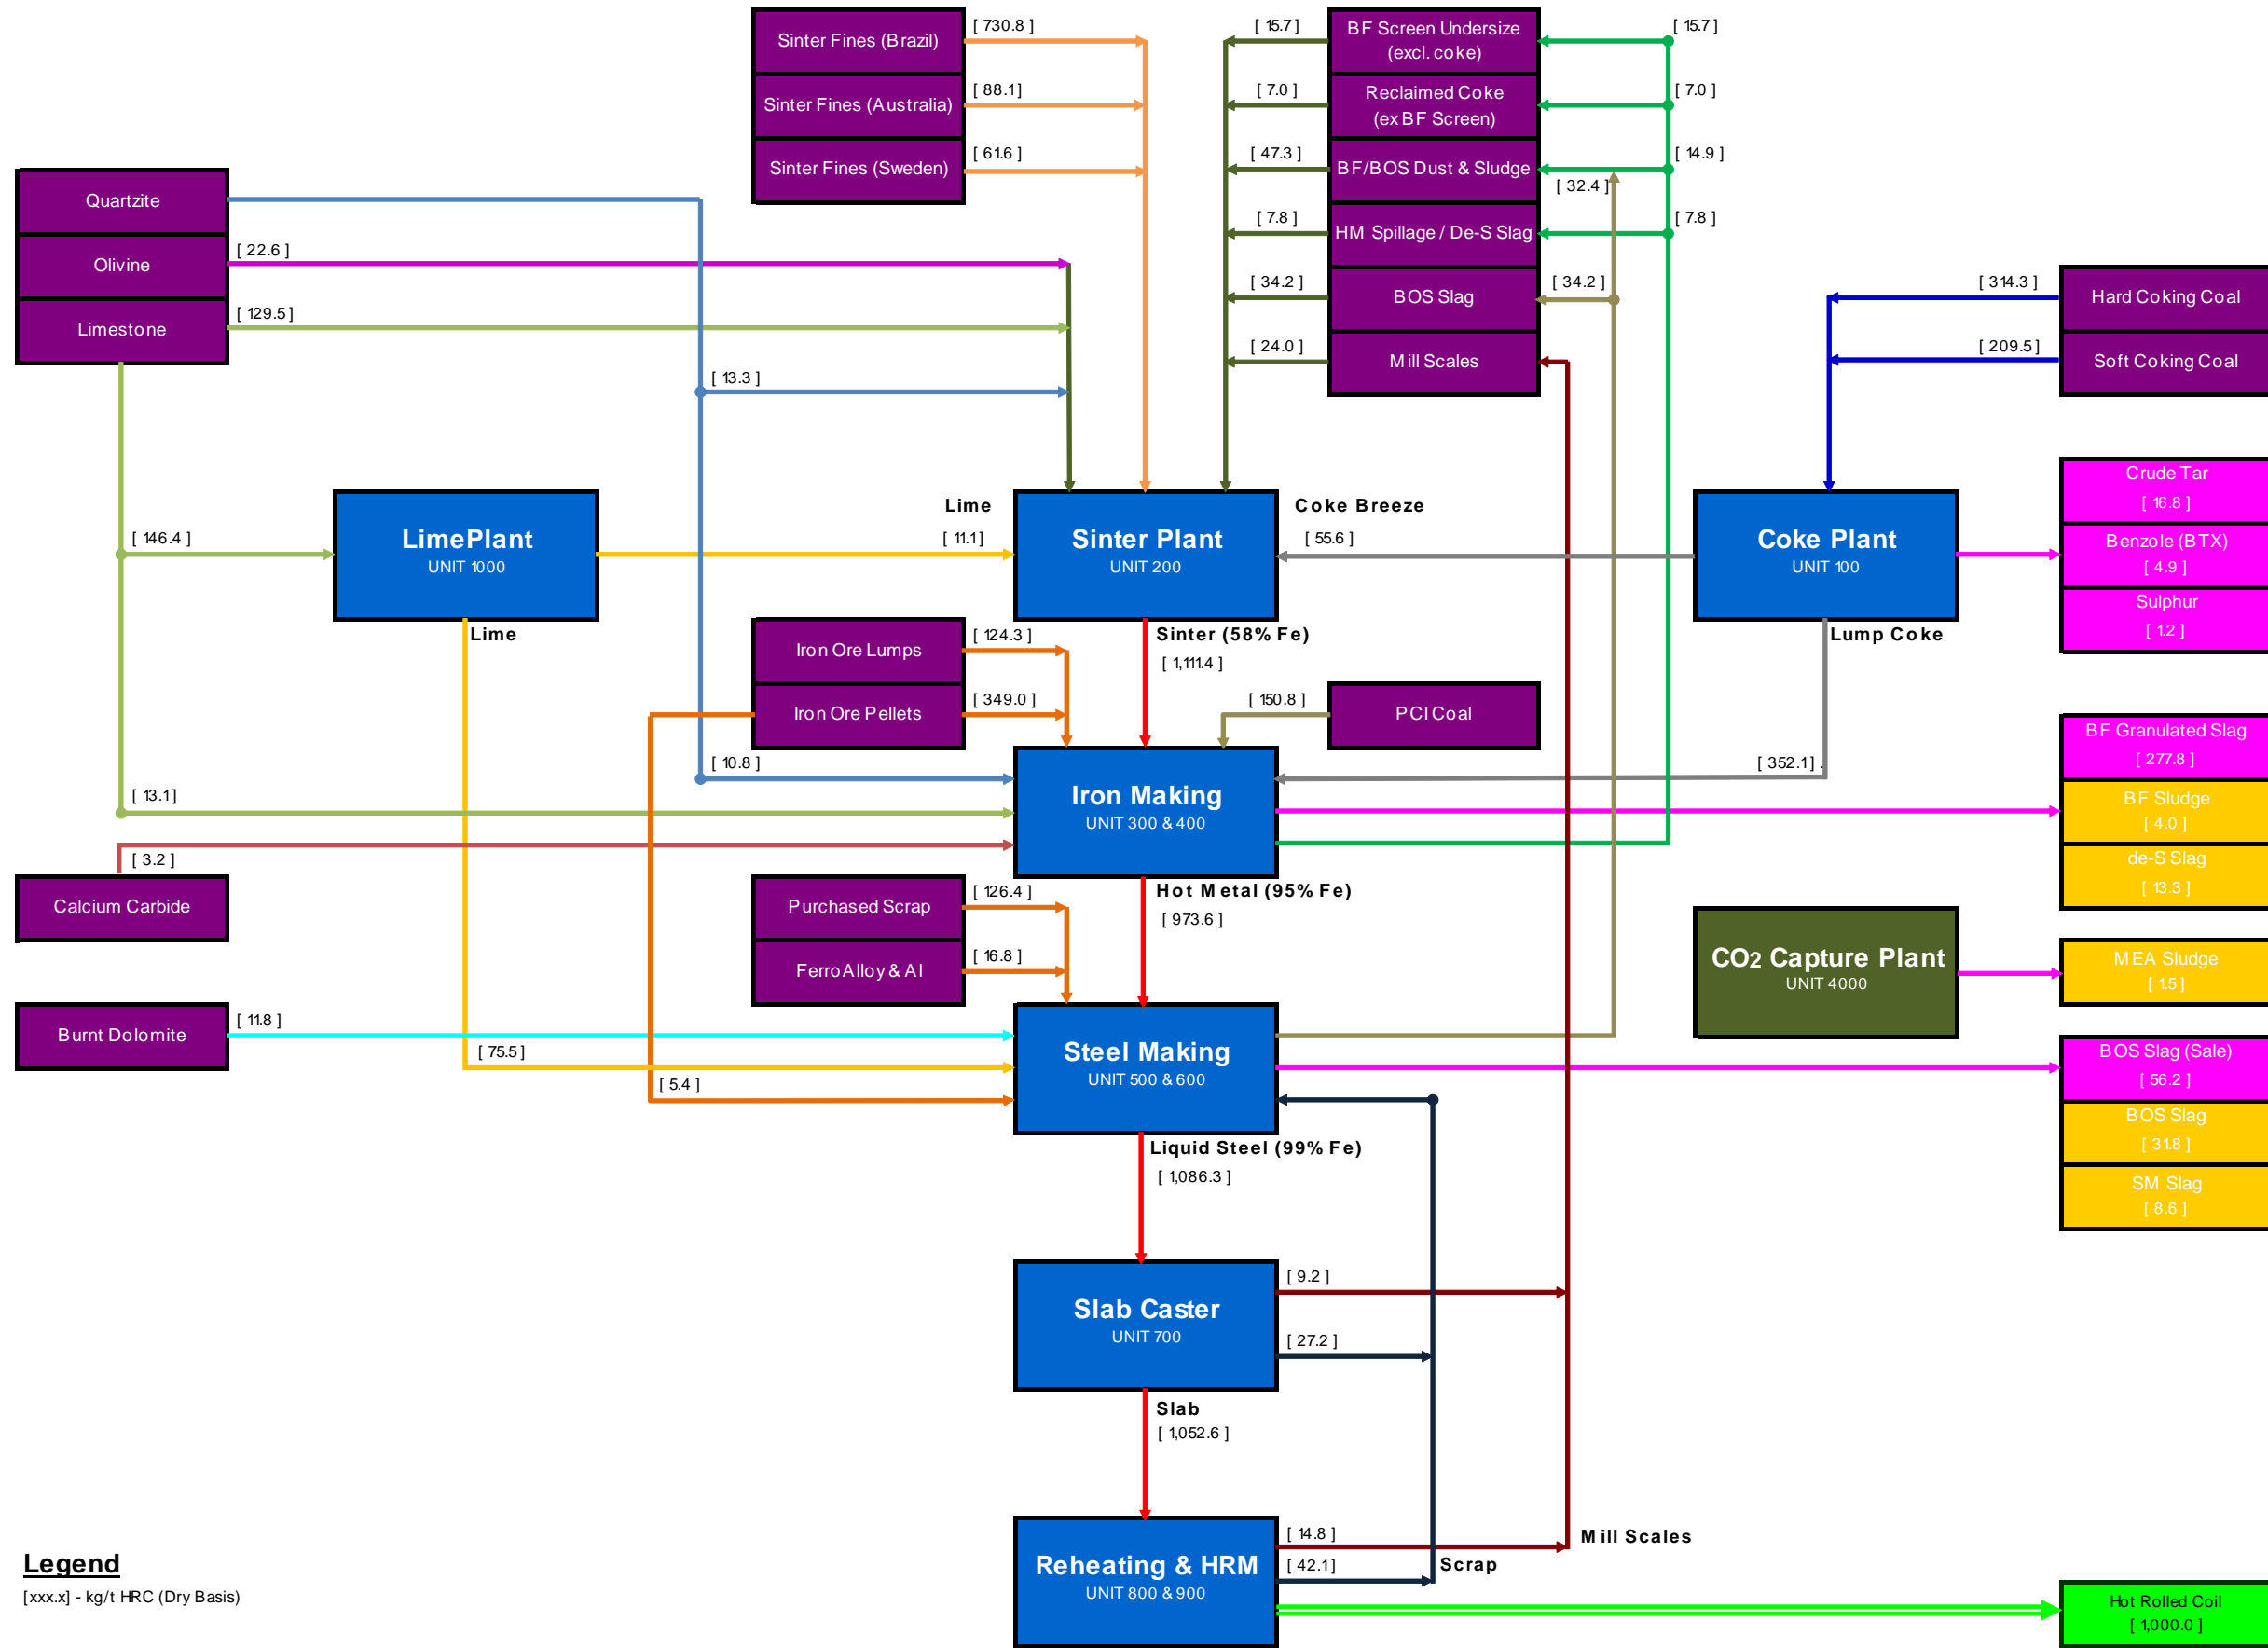 [ 730.8 ]
[ 15.7 ]
BF Screen Undersize
(excl. coke)
[ 15.7 ]
Sinter Fines (Brazil)
[ 88.1]
[ 7.0 ]
Reclaimed Coke
(ex BF Screen)
[ 7.0 ]
Sinter Fines (Australia)
[ 61.6 ]
[ 47.3 ]
BF/BOS Dust & Sludge
[ 14.9 ]
Sinter Fines (Sweden)
[ 32.4 ]
Quartzite
[ 7.8 ]
HM Spillage / De-S Slag
[ 7.8 ]
Olivine
[ 22.6 ]
[ 34.2 ]
BOS Slag
[ 34.2 ]
[ 314.3 ]
Hard Coking Coal
Limestone
[ 129.5 ]
[ 24.0 ]
Mill Scales
[ 209.5 ]
Soft Coking Coal
[ 13.3 ]
Crude Tar
[ 16.8 ]
Lime
Coke Breeze
[ 146.4 ]
LimePlant
UNIT 1000
[ 11.1]
Sinter Plant
UNIT 200
[ 55.6 ]
Coke Plant
UNIT 100
Benzole (BTX)
[ 4.9 ]
Sulphur
[ 1.2 ]
Lime
Sinter (58% Fe)
[ 1,111.4 ]
Lump Coke
Iron Ore Lumps
[ 124.3 ]
Iron Ore Pellets
[ 349.0 ]
[ 150.8 ]
PCI Coal
BF Granulated Slag
[ 277.8 ]
[ 10.8 ]
[ 352.1] .
[ 13.1]
Iron Making
UNIT 300 & 400
BF Sludge
[ 4.0 ]
[ 3.2 ]
de-S Slag
[ 13.3 ]
Calcium Carbide
Purchased Scrap
[ 126.4 ]
Hot Metal (95% Fe)
[ 973.6 ]
FerroAlloy & Al
[ 16.8 ]
CO2 Capture Plant
UNIT 4000
MEA Sludge
[ 1.5 ]
Burnt Dolomite
[ 11.8 ]
[ 75.5 ]
[ 5.4 ]
Steel Making
UNIT 500 & 600
BOS Slag (Sale)
[ 56.2 ]
BOS Slag
[ 31.8 ]
Liquid Steel (99% Fe)
[ 1,086.3 ]
SM Slag
[ 8.6 ]
[ 9.2 ]
Slab Caster
UNIT 700
[ 27.2 ]
Slab
[ 1,052.6 ]
[ 14.8 ]
Mill Scales
Reheating & HRM
UNIT 800 & 900
[ 42.1 ]
Scrap
Legend
[xxx.x] - kg/t HRC (Dry Basis)
Hot Rolled Coil
[ 1,000.0 ]